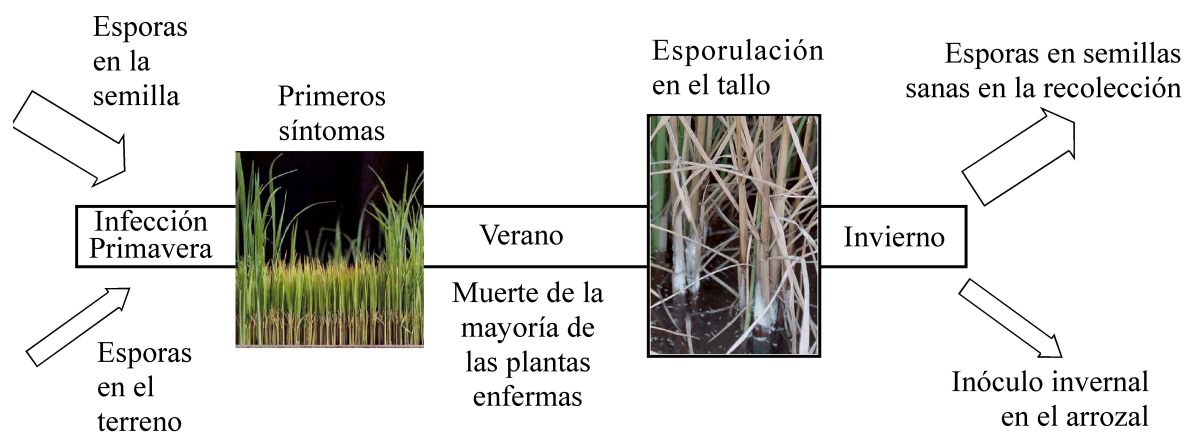 Esporas
en la
semilla
Primeros
síntomas
Esporulación
en el tallo
Esporas en semillas
sanas en la recolección
Infección
Primavera
Verano
Invierno
Muerte de la
mayoría de
las plantas
enfermas
Esporas
en el
terreno
Inóculo invernal
en el arrozal